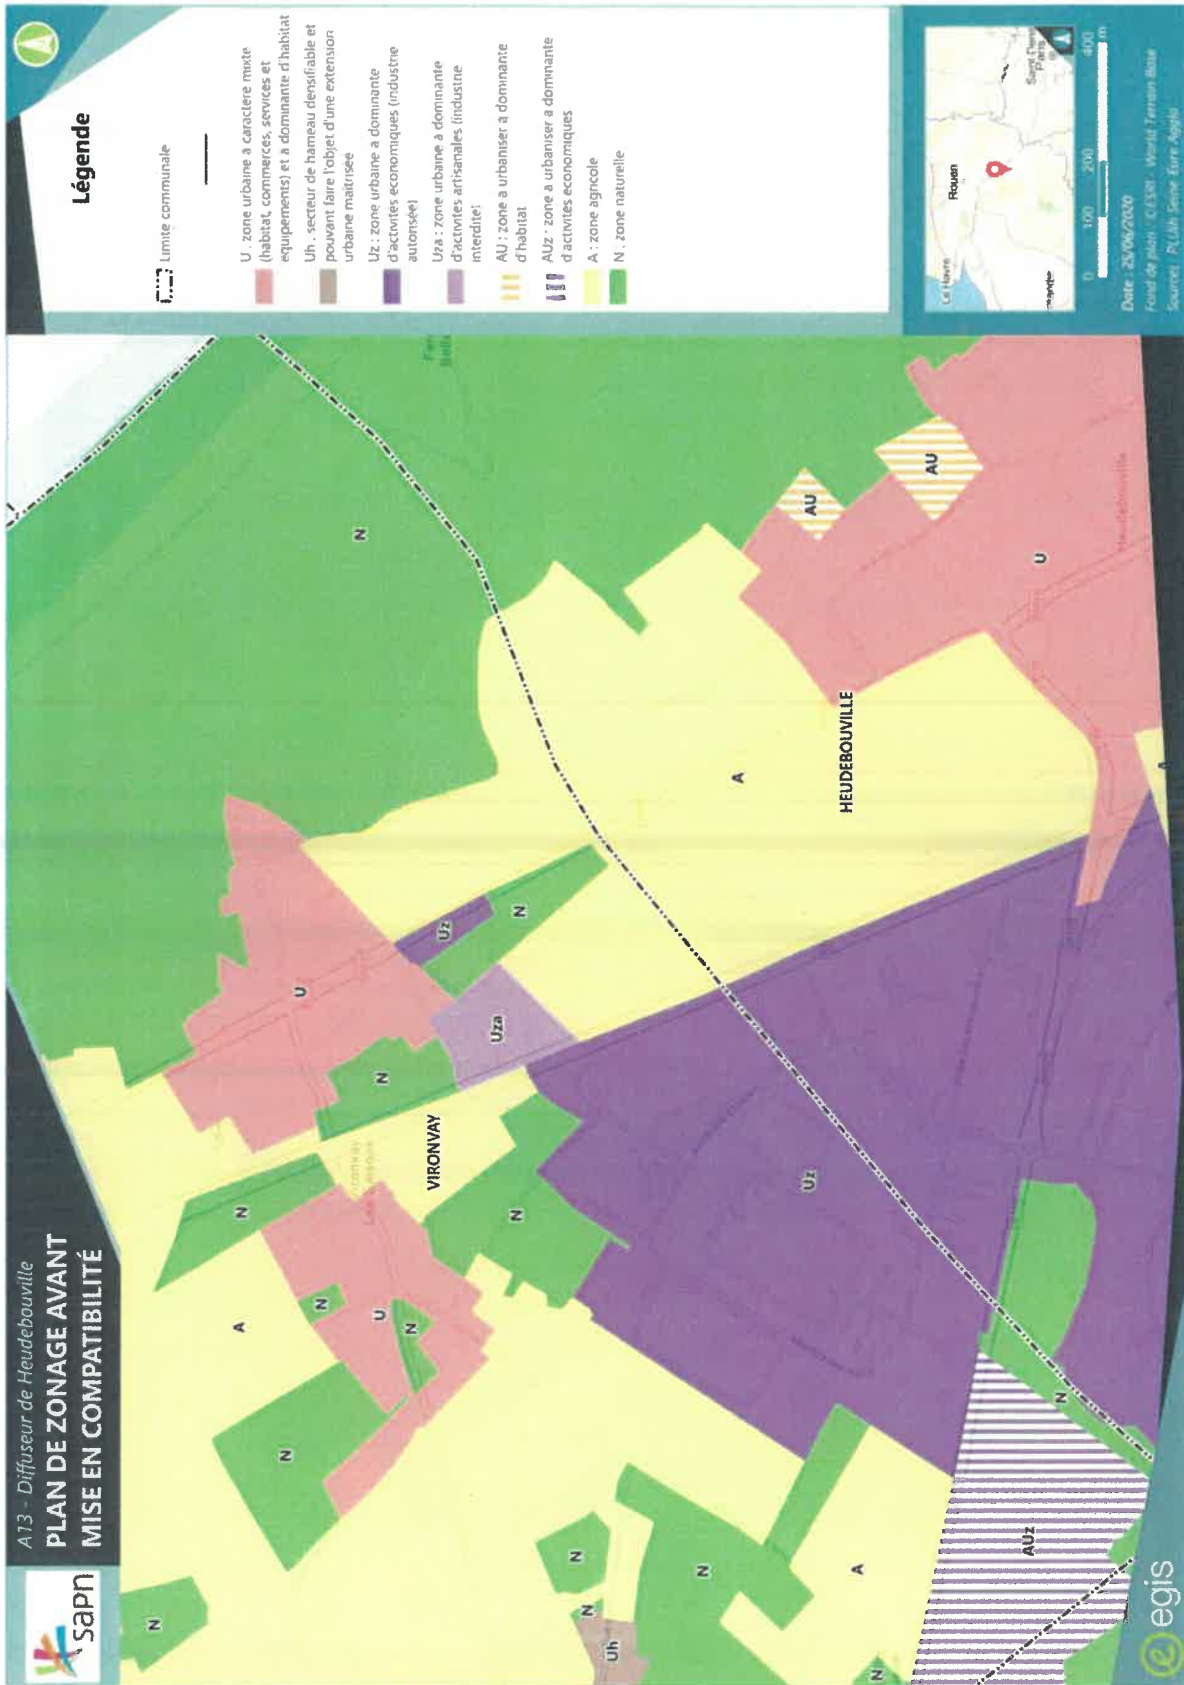 sapn
A13 - Diffuseur de Heudebouville
PLAN DE ZONAGE AVANT
MISE EN COMPATIBILITÉ
Légende
Limite communale
U : zone urbaine à caractère mixte
(habitat, commerces, services et
équipements) et à dominante d'habitat
Uh : secteur de hameau densifiable et
pouvant faire l'objet d'une extension
urbaine maîtrisée
Uz : zone urbaine à dominante
d'activités économiques (industrie
autorisée)
Uza : zone urbaine à dominante
d'activités artisanales (industrie
interdite)
AU : zone à urbaniser à dominante
d'habitat
AUz : zone à urbaniser à dominante
d'activités économiques
A : zone agricole
N : zone naturelle
Le Havre
Rouen
Saint-Denis
Paris
0 100 200 400
m
Date : 25/06/2020
Fond de plan : © ESRI - World Terrain Base
Sources : PLUih Seine Eure Agglo
N
N
A
N
N
U
N
N
U
N
Uz
N
Uza
VIRONVAY
N
N
N
Uh
N
N
A
AUz
N
Uz
A
HEUDEBOUVILLE
AU
AU
U
Heudebouville
A
N
egis